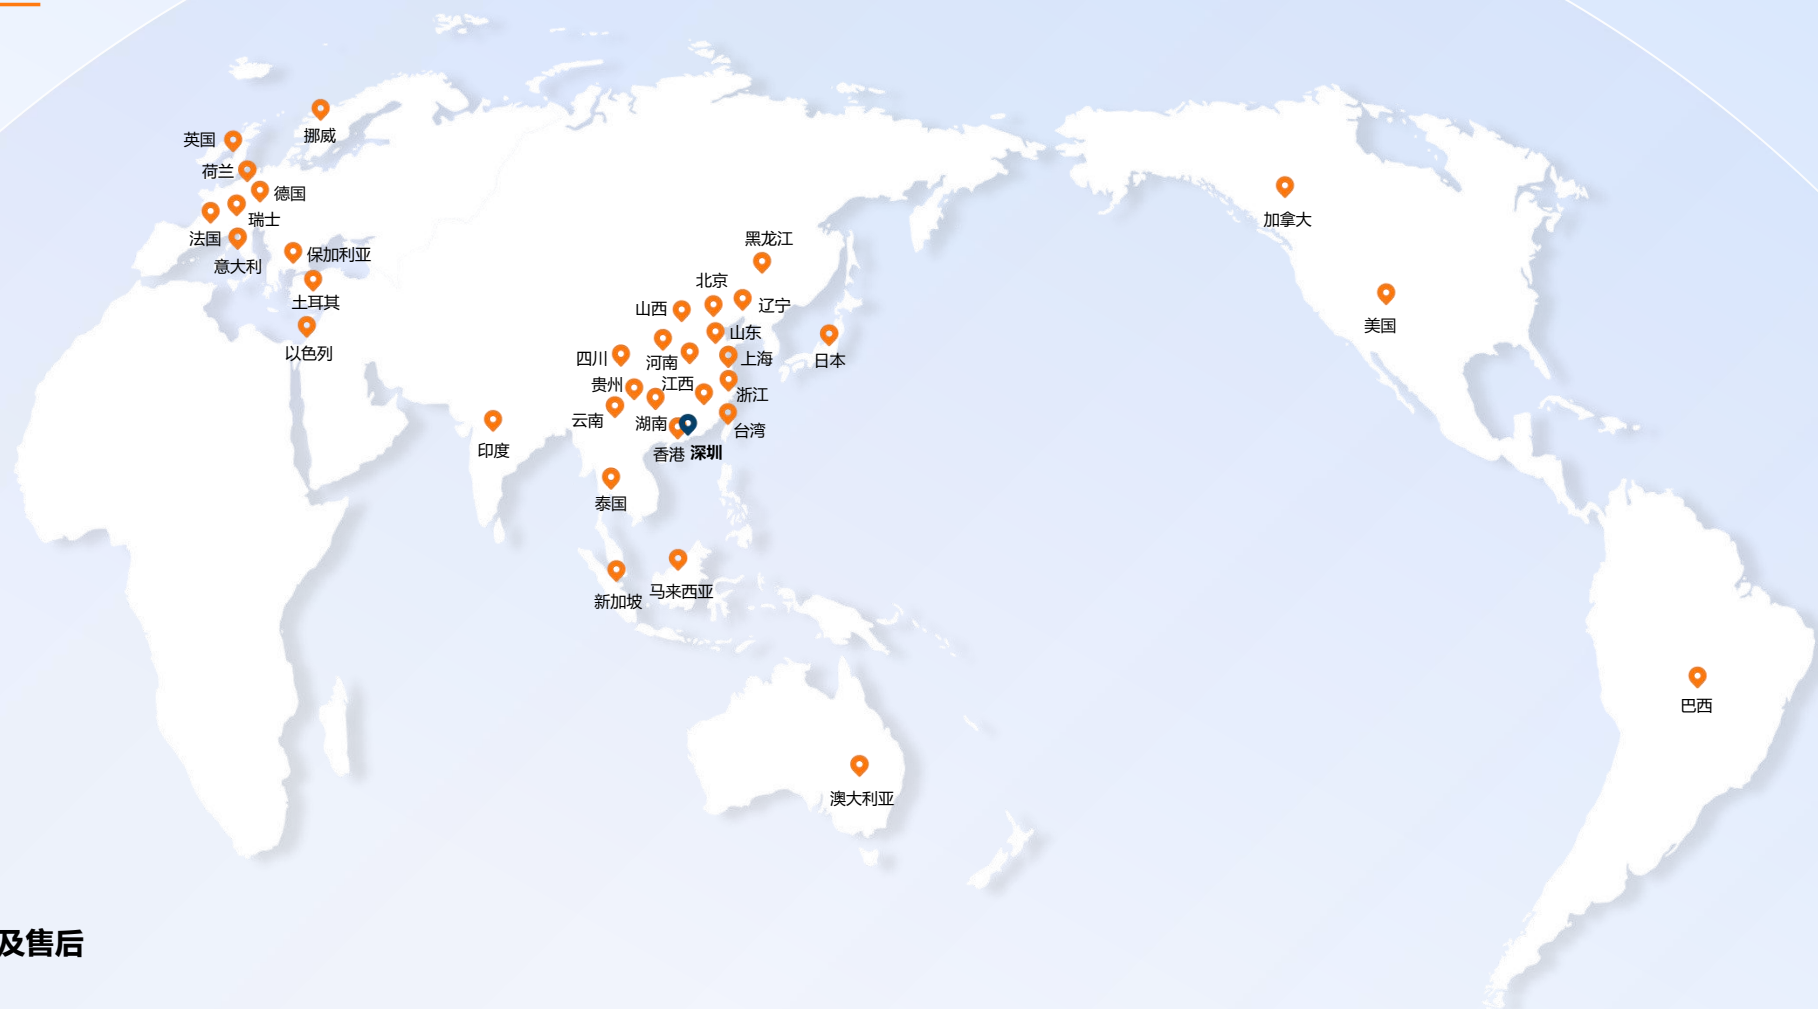 挪威
英国
荷兰
德国
瑞士
法国
意大利
保加利亚
土耳其
以色列
黑龙江
北京
辽宁
山西
山东
河南
四川
上海
日本
贵州
江西
浙江
云南
湖南
台湾
香港
深圳
印度
泰国
新加坡
马来西亚
澳大利亚
加拿大
美国
巴西
及售后